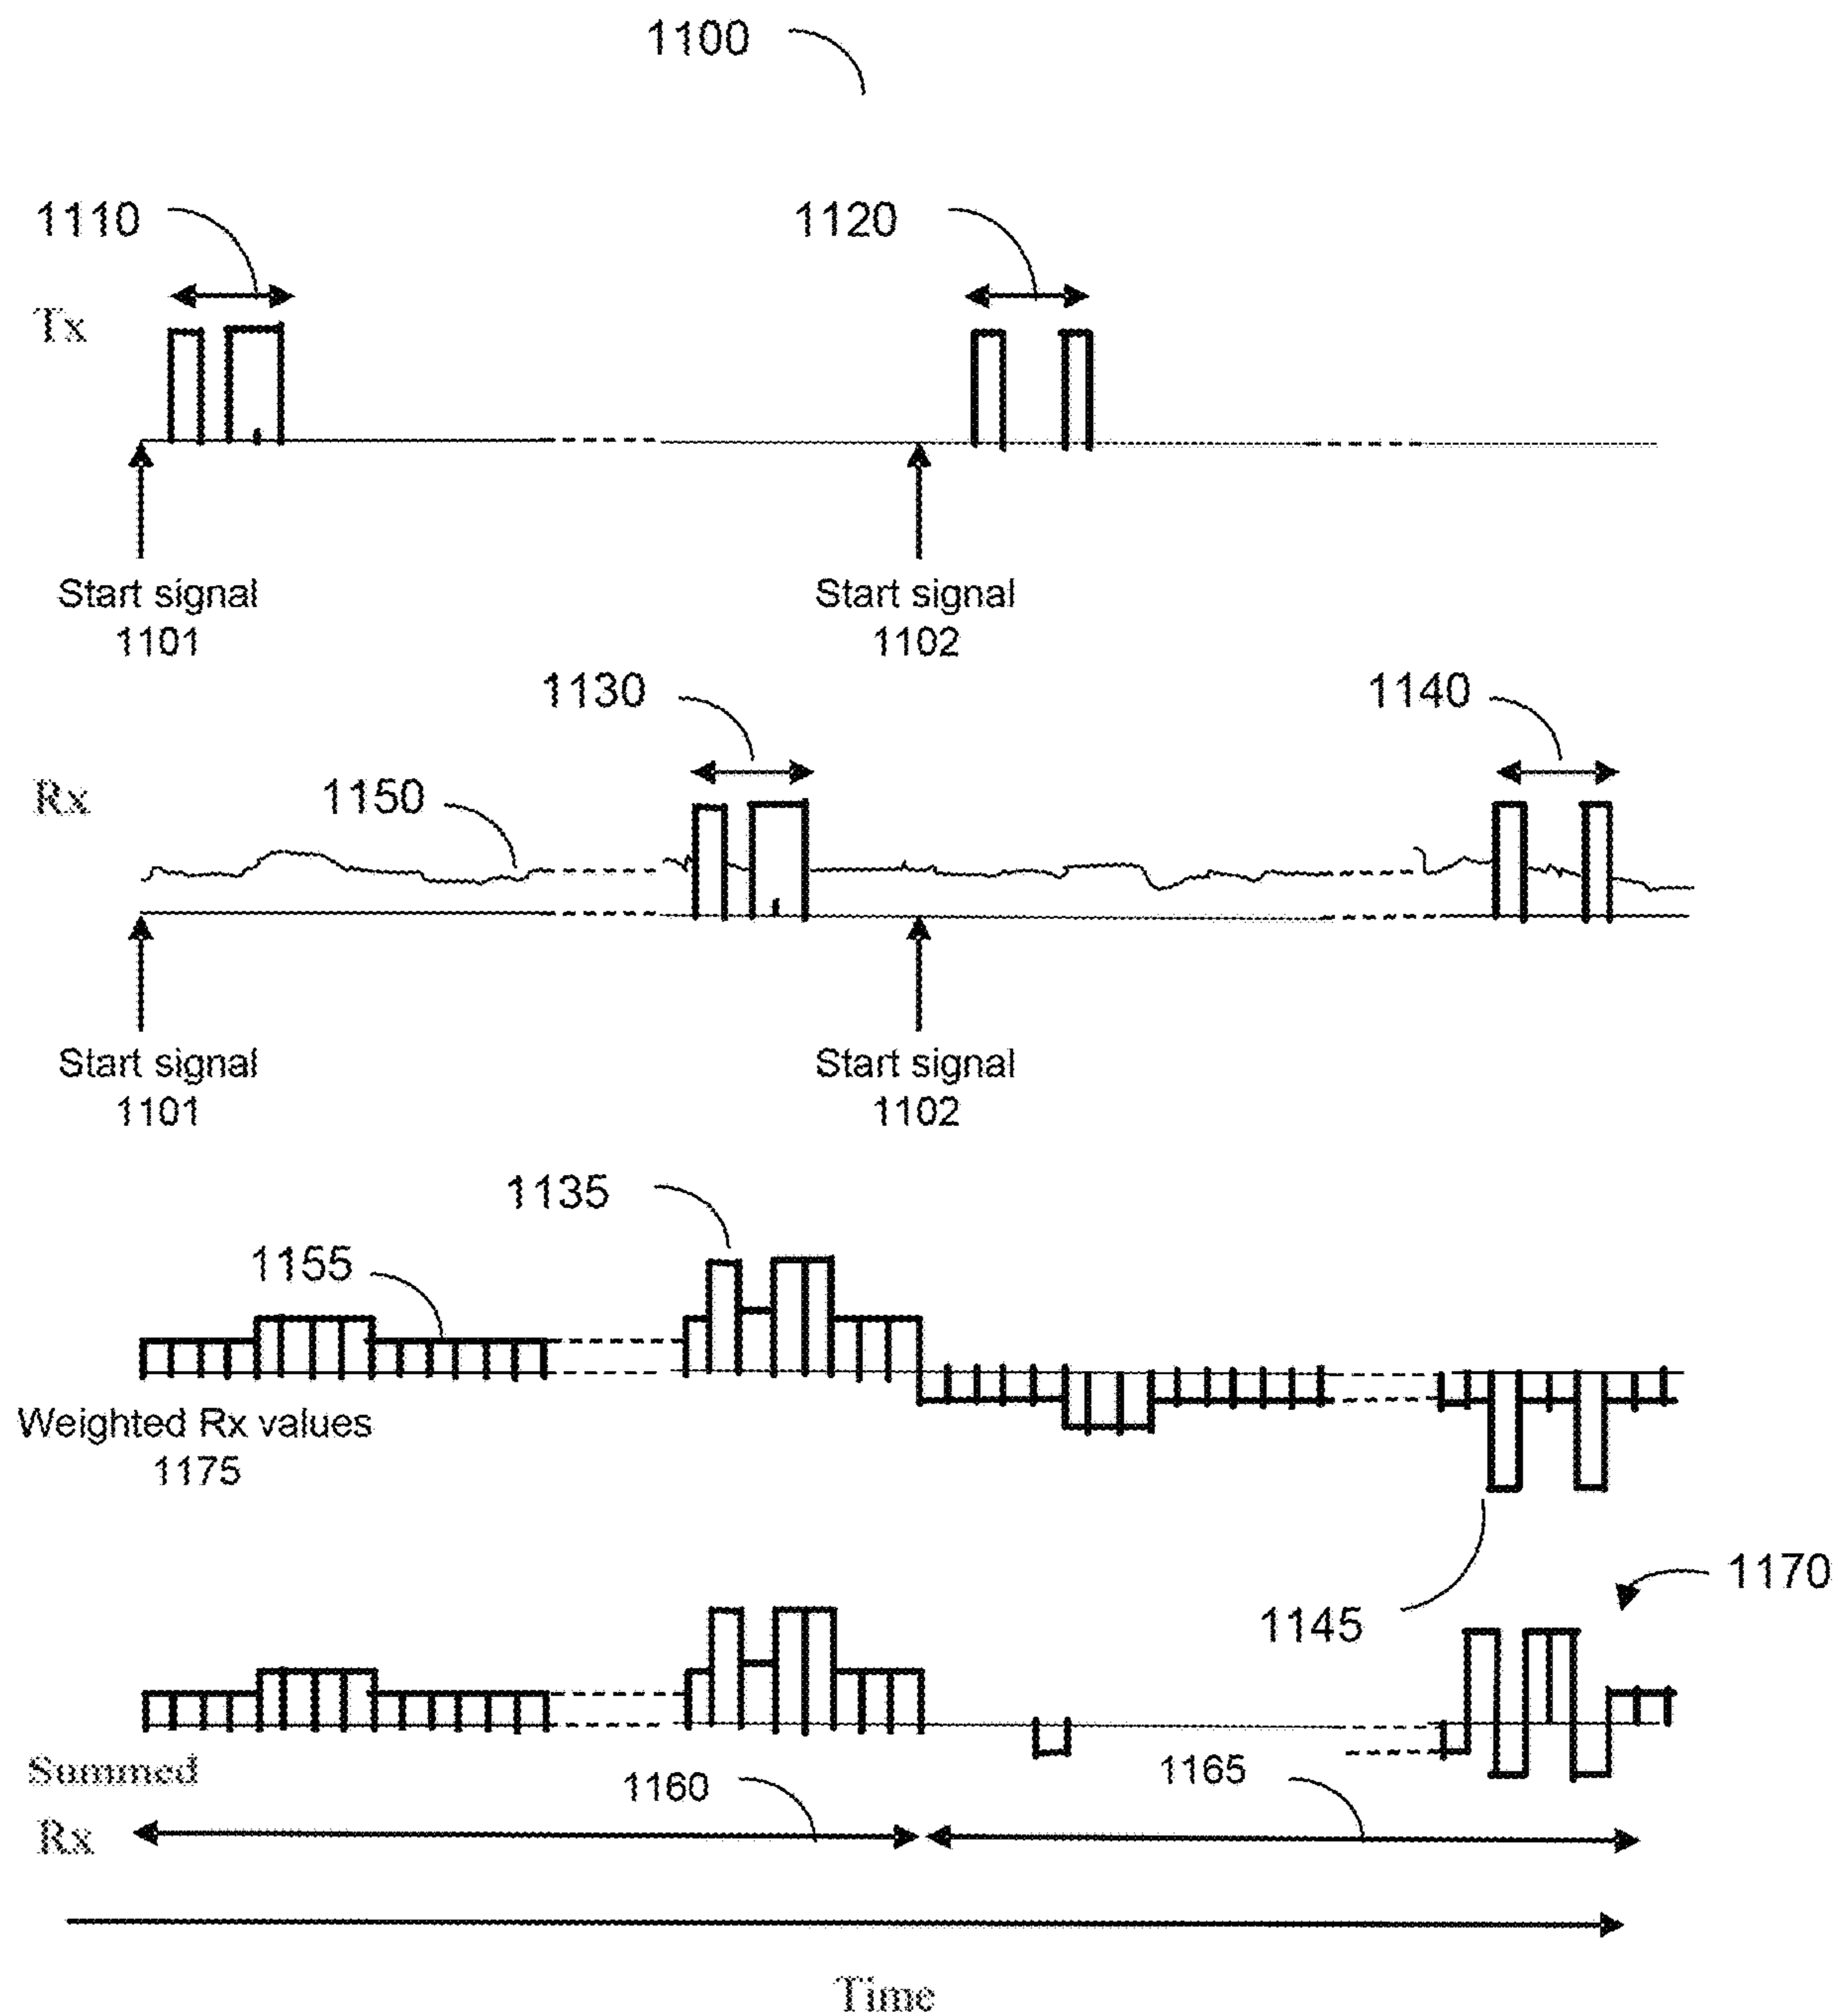 1100
1110
1120
Tx
Start signal
1101
Start signal
1102
1130
1140
Rx
1150
Start signal
1101
Start signal
1102
1135
1155
Weighted Rx values
1175
1170
1145
Summed
Rx
1160
1165
Time